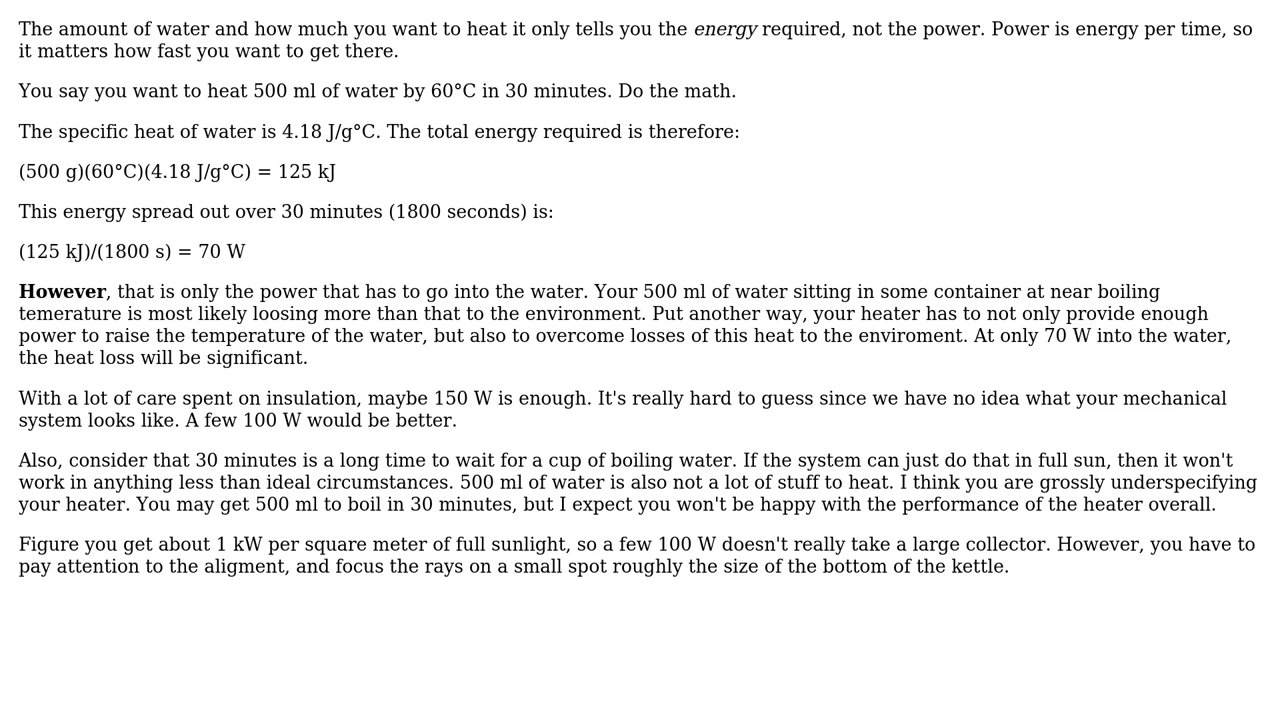 The amount of water and how much you want to heat it only tells you the energy required, not the power. Power is energy per time, so
it matters how fast you want to get there.
You say you want to heat 500 ml of water by 60°C in 30 minutes. Do the math.
The specific heat of water is 4.18 J/g°C. The total energy required is therefore:
(500 g)(60°C)(4.18 J/g°C) = 125 kJ
This energy spread out over 30 minutes (1800 seconds) is:
(125 kJ)/(1800 s) = 70 W
However, that is only the power that has to go into the water. Your 500 ml of water sitting in some container at near boiling
temerature is most likely loosing more than that to the environment. Put another way, your heater has to not only provide enough
power to raise the temperature of the water, but also to overcome losses of this heat to the enviroment. At only 70 W into the water,
the heat loss will be significant.
With a lot of care spent on insulation, maybe 150 W is enough. It's really hard to guess since we have no idea what your mechanical
system looks like. A few 100 W would be better.
Also, consider that 30 minutes is a long time to wait for a cup of boiling water. If the system can just do that in full sun, then it won't
work in anything less than ideal circumstances. 500 ml of water is also not a lot of stuff to heat. I think you are grossly underspecifying
your heater. You may get 500 ml to boil in 30 minutes, but I expect you won't be happy with the performance of the heater overall.
Figure you get about 1 kW per square meter of full sunlight, so a few 100 W doesn't really take a large collector. However, you have to
pay attention to the aligment, and focus the rays on a small spot roughly the size of the bottom of the kettle.